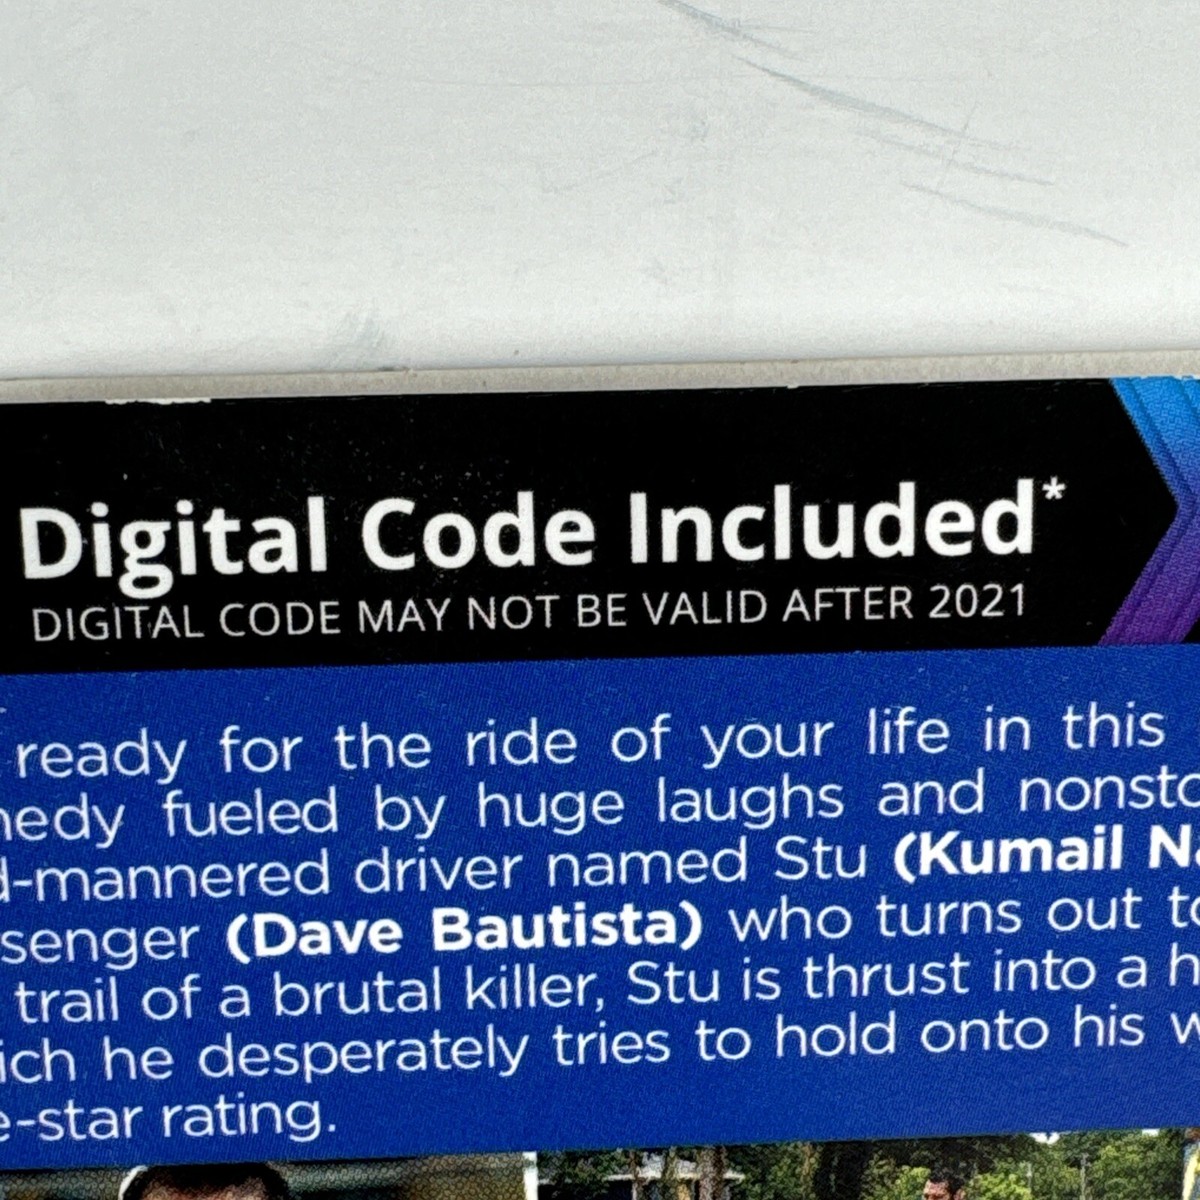 Digital Code Included*
DIGITAL CODE MAY NOT BE VALID AFTER 2021
ready for the ride of your life in this
fueled by huge laughs and
-mannered driver named Stu (Kumail
(Dave Bautista) who turns out
trail of a brutal killer, Stu is thrust into a
he desperately tries to hold onto his
-star rating.